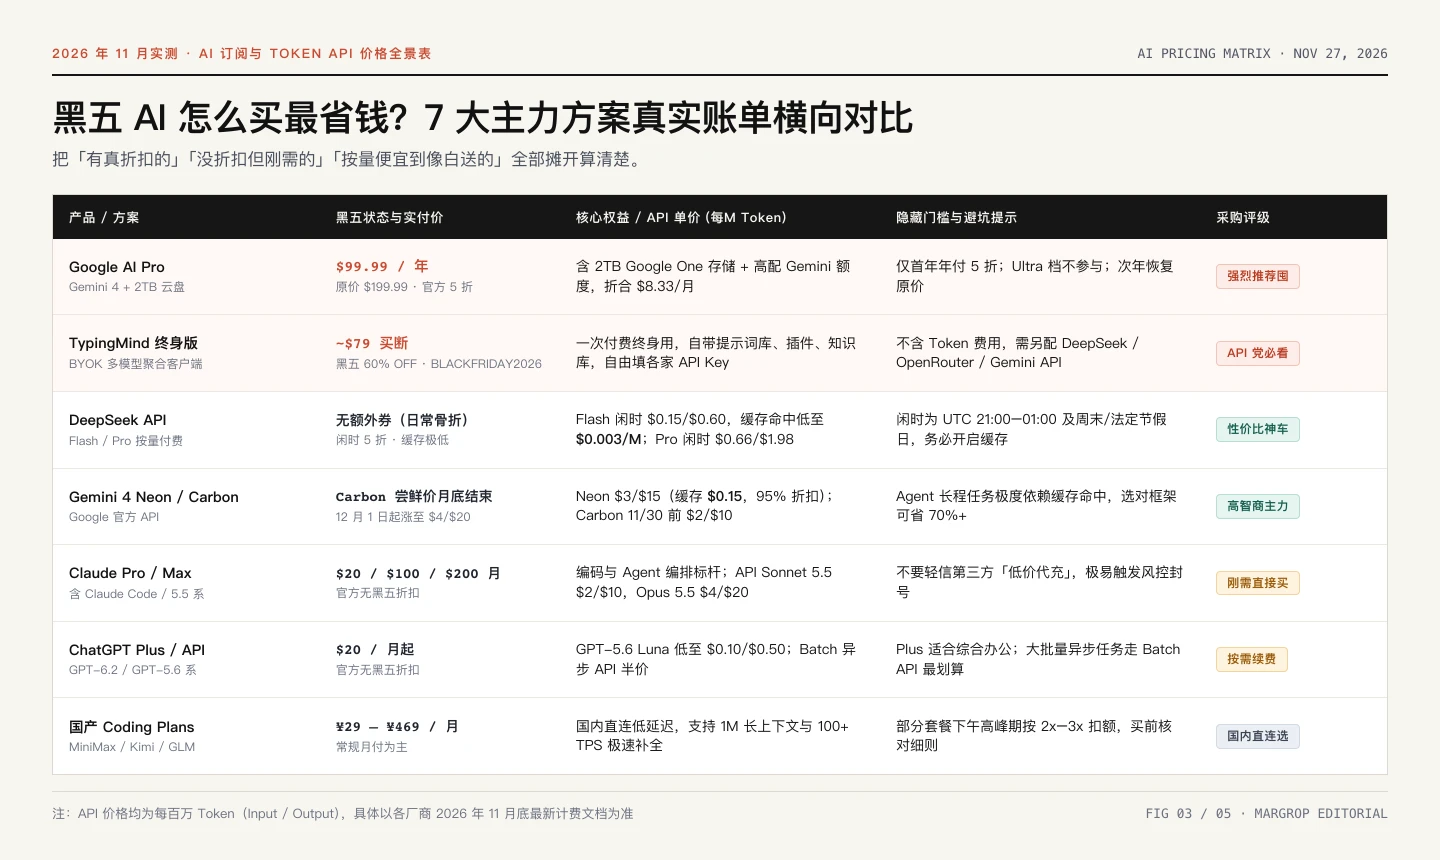 2026 年 11 月实测 · AI 订阅与 TOKEN API 价格全景表
AI PRICING MATRIX · NOV 27, 2026
黑五 AI 怎么买最省钱？7 大主力方案真实账单横向对比
把「有真折扣的」「没折扣但刚需的」「按量便宜到像白送的」全部摊开算清楚。
产品 / 方案
黑五状态与实付价
核心权益 / API 单价 (每M Token)
隐藏门槛与避坑提示
采购评级
Google AI Pro
Gemini 4 + 2TB 云盘
$99.99 / 年
原价 $199.99 · 官方 5 折
含 2TB Google One 存储 + 高配 Gemini 额
度，折合 $8.33/月
仅首年年付 5 折；Ultra 档不参与；次年恢复
原价
强烈推荐囤
TypingMind 终身版
BYOK 多模型聚合客户端
~$79 买断
黑五 60% OFF · BLACKFRIDAY2026
一次付费终身用，自带提示词库、插件、知识
库，自由填各家 API Key
不含 Token 费用，需另配 DeepSeek /
OpenRouter / Gemini API
API 党必看
DeepSeek API
Flash / Pro 按量付费
无额外券（日常骨折）
闲时 5 折 · 缓存极低
Flash 闲时 $0.15/$0.60，缓存命中低至
$0.003/M；Pro 闲时 $0.66/$1.98
闲时为 UTC 21:00—01:00 及周末/法定节假
日，务必开启缓存
性价比神车
Gemini 4 Neon / Carbon
Google 官方 API
Carbon 尝鲜价月底结束
12 月 1 日起涨至 $4/$20
Neon $3/$15（缓存 $0.15，95% 折扣）；
Carbon 11/30 前 $2/$10
Agent 长程任务极度依赖缓存命中，选对框架
可省 70%+
高智商主力
Claude Pro / Max
含 Claude Code / 5.5 系
$20 / $100 / $200 月
官方无黑五折扣
编码与 Agent 编排标杆；API Sonnet 5.5
$2/$10，Opus 5.5 $4/$20
不要轻信第三方「低价代充」，极易触发风控封
号
刚需直接买
ChatGPT Plus / API
GPT-6.2 / GPT-5.6 系
$20 / 月起
官方无黑五折扣
GPT-5.6 Luna 低至 $0.10/$0.50；Batch 异
步 API 半价
Plus 适合综合办公；大批量异步任务走 Batch
API 最划算
按需续费
国产 Coding Plans
MiniMax / Kimi / GLM
¥29 — ¥469 / 月
常规月付为主
国内直连低延迟，支持 1M 长上下文与 100+
TPS 极速补全
部分套餐下午高峰期按 2x—3x 扣额，买前核
对细则
国内直连选
注：API 价格均为每百万 Token（Input / Output），具体以各厂商 2026 年 11 月底最新计费文档为准
FIG 03 / 05 · MARGROP EDITORIAL